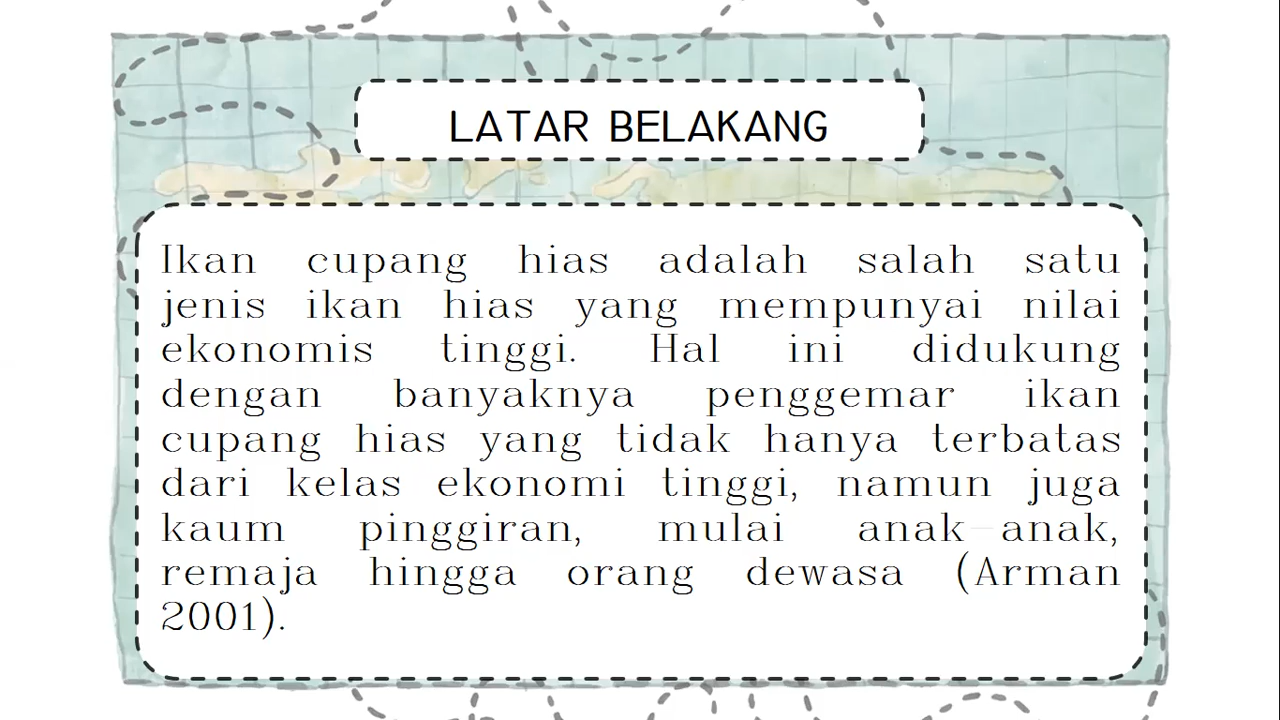 LATAR BELAKANG
Ikan cupang hias adalah salah satu
jenis ikan hias yang mempunyai nilai
ekonomis tinggi. Hal ini didukung
dengan banyaknya penggemar ikan
cupang hias yang tidak hanya terbatas
dari kelas ekonomi tinggi, namun juga
kaum pinggiran, mulai anak-anak,
remaja hingga orang dewasa (Arman
2001).